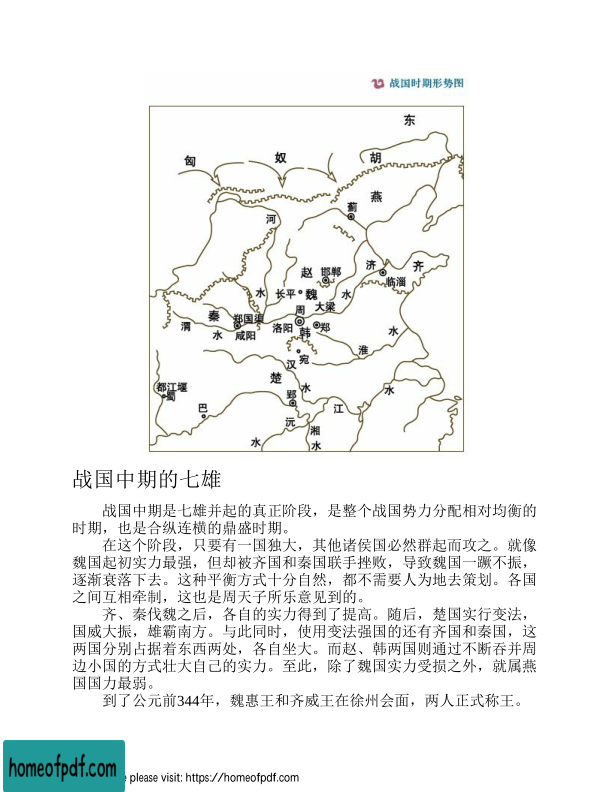 战国时期形势图
东
匈
奴
胡
燕
蓟
河
赵
邯郸
济
齐
临淄
水
长平
魏
水
周
大梁
秦
郑国渠
渭
水
咸阳
洛阳
韩
郑
水
淮
宛
汉
楚
水
都江堰
蜀
郢
水
巴
江
沅
湘
水
水
战国中期的七雄
战国中期是七雄并起的真正阶段，是整个战国势力分配相对均衡的
时期，也是合纵连横的鼎盛时期。
在这个阶段，只要有一国独大，其他诸侯国必然群起而攻之。就像
魏国起初实力最强，但却被齐国和秦国联手挫败，导致魏国一蹶不振，
逐渐衰落下去。这种平衡方式十分自然，都不需要人为地去策划。各国
之间互相牵制，这也是周天子所乐意见到的。
齐、秦伐魏之后，各自的实力得到了提高。随后，楚国实行变法，
国威大振，雄霸南方。与此同时，使用变法强国的还有齐国和秦国，这
两国分别占据着东西两处，各自坐大。而赵、韩两国则通过不断吞并周
边小国的方式壮大自己的实力。至此，除了魏国实力受损之外，就属燕
国国力最弱。
到了公元前344年，魏惠王和齐威王在徐州会面，两人正式称王。
homeofpdf.com
e please visit: https://homeofpdf.com